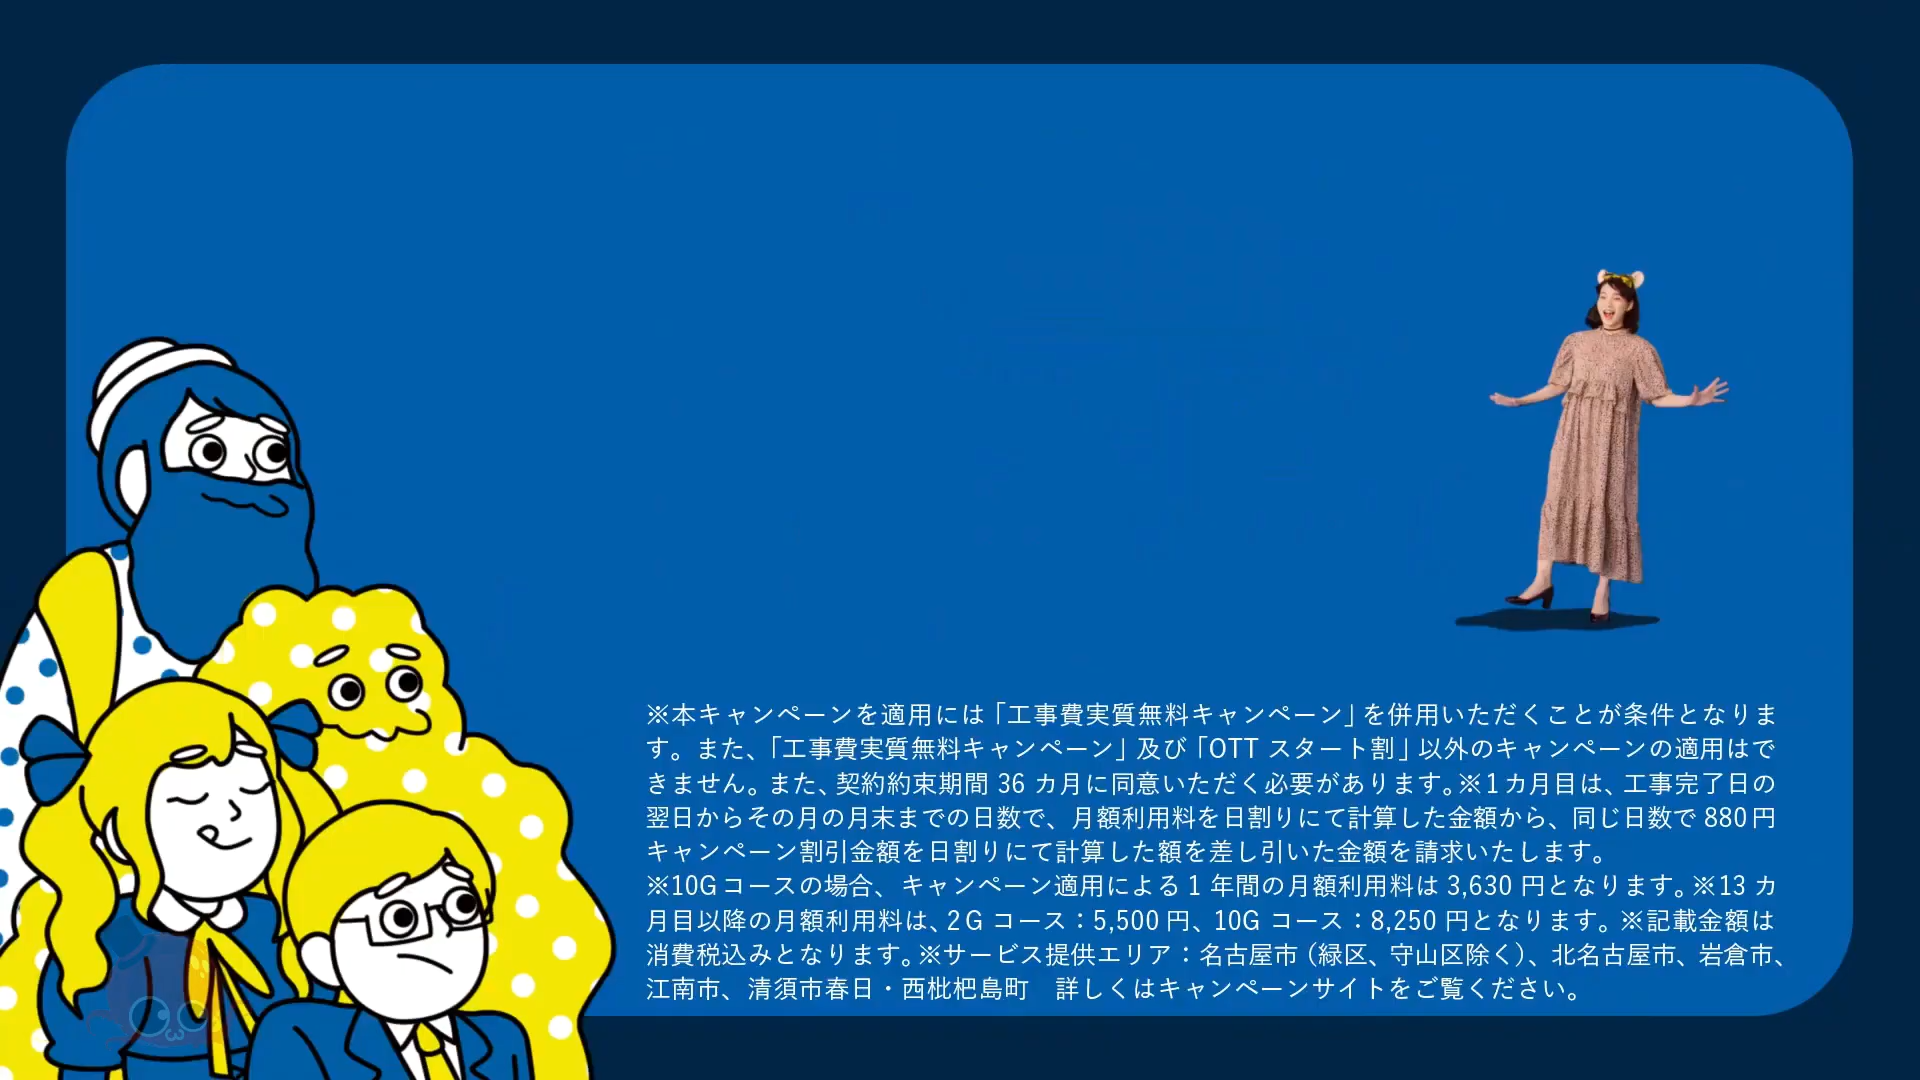 ※本キャンペーンを適用には「工事費実質無料キャンペーン」を併用いただくことが条件となりま
す。また、「工事費実質無料キャンペーン」及び「OTT スタート割」以外のキャンペーンの適用はで
きません。また、契約約束期間 36 カ月に同意いただく必要があります。※1カ月目は、工事完了日の
翌日からその月の月末までの日数で、月額利用料を日割りにて計算した金額から、同じ日数で 880円
キャンペーン割引金額を日割りにて計算した額を差し引いた金額を請求いたします。
※10Gコースの場合、キャンペーン適用による 1 年間の月額利用料は 3,630 円となります。※13 カ
月目以降の月額利用料は、2G コース：5,500 円、10G コース：8,250 円となります。※記載金額は
消費税込みとなります。※サービス提供エリア：名古屋市（緑区、守山区除く）、北名古屋市、岩倉市、
江南市、清須市春日・西枇杷島町　詳しくはキャンペーンサイトをご覧ください。